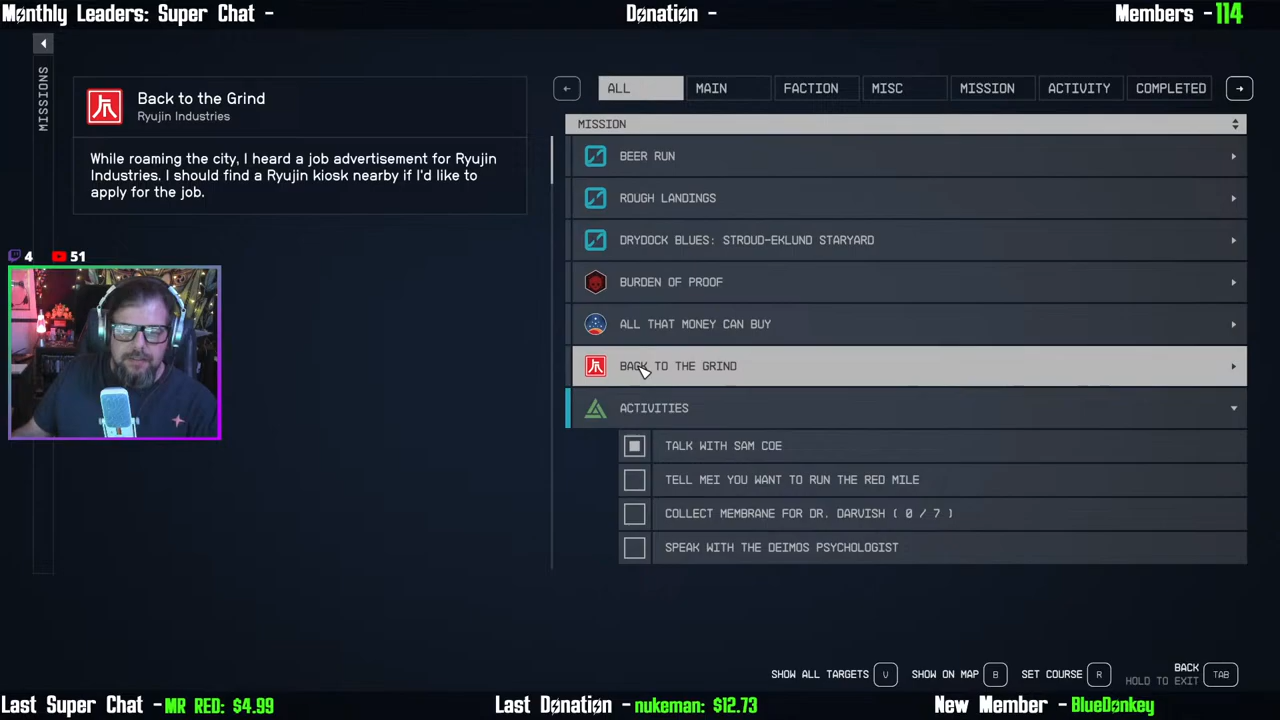 Monthly Leaders: Super Chat -
Donation -
Members - 114
MISSIONS
Back to the Grind
Ryujin Industries
While roaming the city, I heard a job advertisement for Ryujin
Industries. I should find a Ryujin kiosk nearby if I'd like to
apply for the job.
4
51
ALL
MAIN
FACTION
MISC
MISSION
ACTIVITY
COMPLETED
MISSION
BEER RUN
ROUGH LANDINGS
DRYDOCK BLUES: STROUD-EKLUND STARYARD
BURDEN OF PROOF
ALL THAT MONEY CAN BUY
BACK TO THE GRIND
ACTIVITIES
TALK WITH SAM COE
TELL MEI YOU WANT TO RUN THE RED MILE
COLLECT MEMBRANE FOR DR. DARVISH ( 0 / 7 )
SPEAK WITH THE DEIMOS PSYCHOLOGIST
SHOW ALL TARGETS V
SHOW ON MAP B
SET COURSE R
BACK
HOLD TO EXIT
TAB
Last Super Chat - MR RED: $4.99
Last Donation - nukeman: $12.73
New Member - BlueDonkey